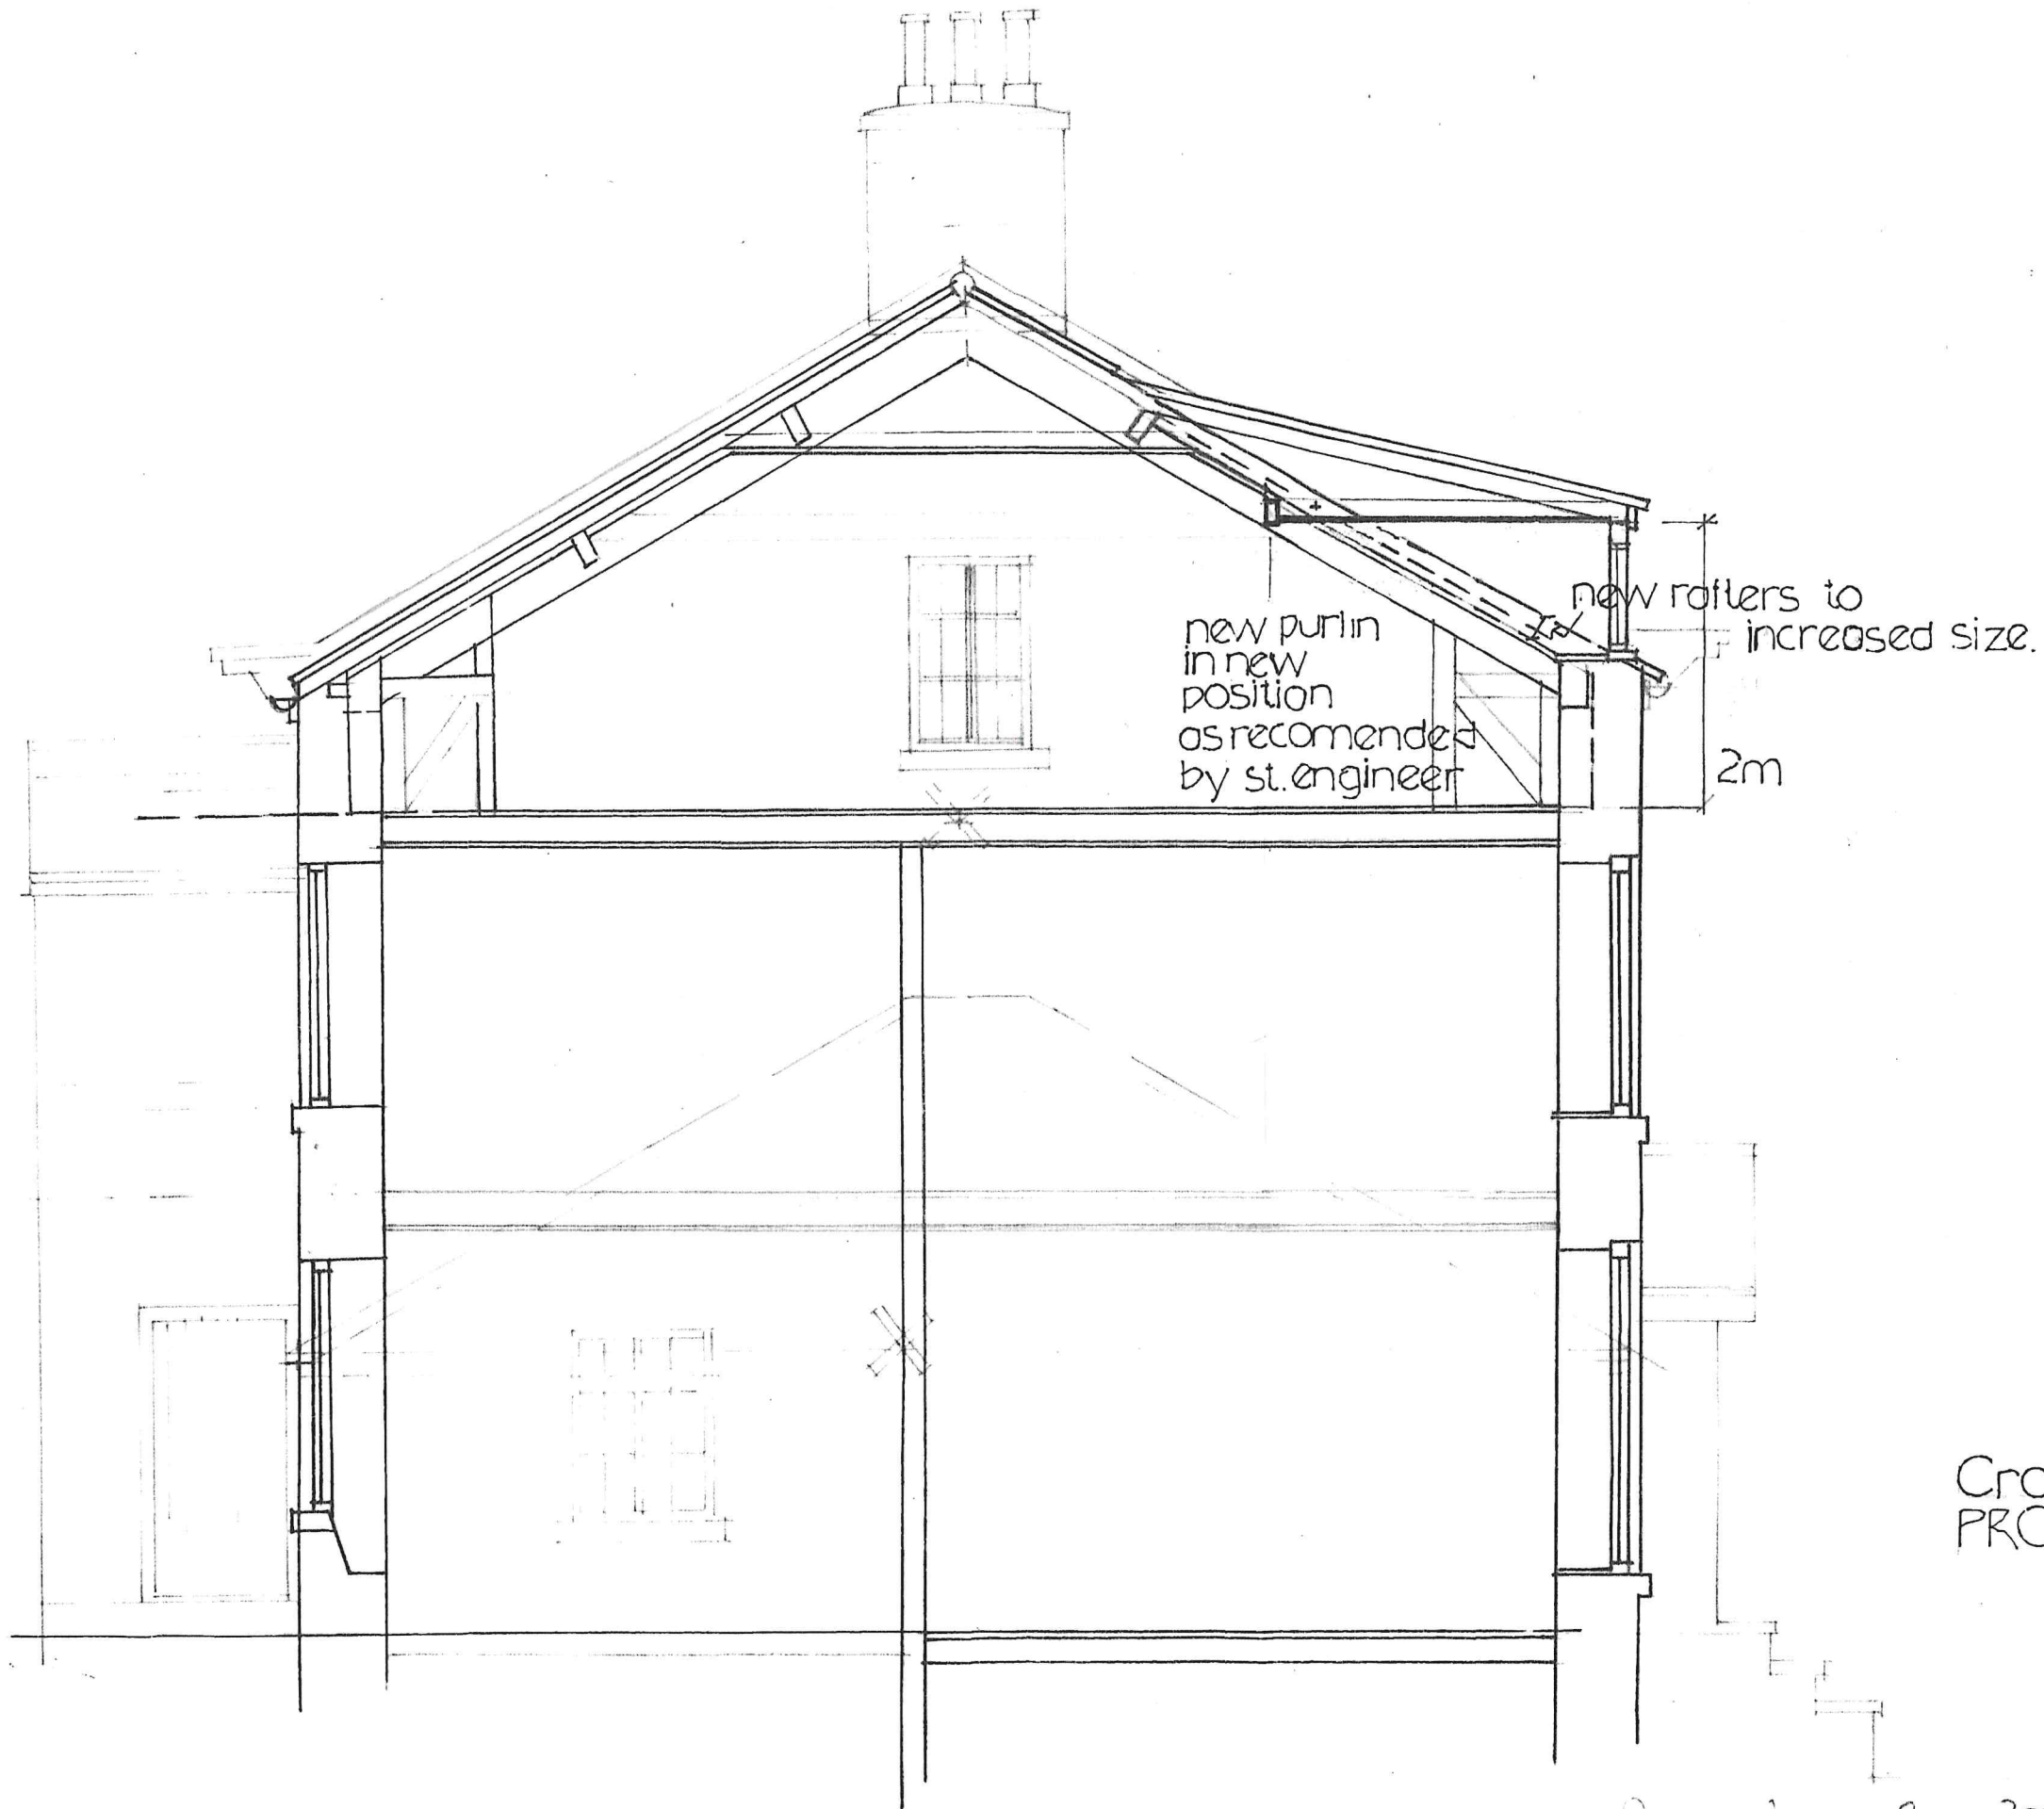 new rafters to
increased size.
new purlin
in new
position
as recomended
by st. engineer
2m
Cro
PRO